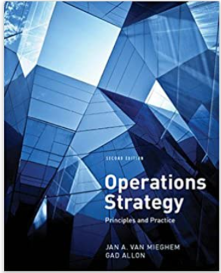 SECOND EDITION
Operations
Strategy
Principles and Practice
JAN A. VAN MIEGHEM
GAD ALLON